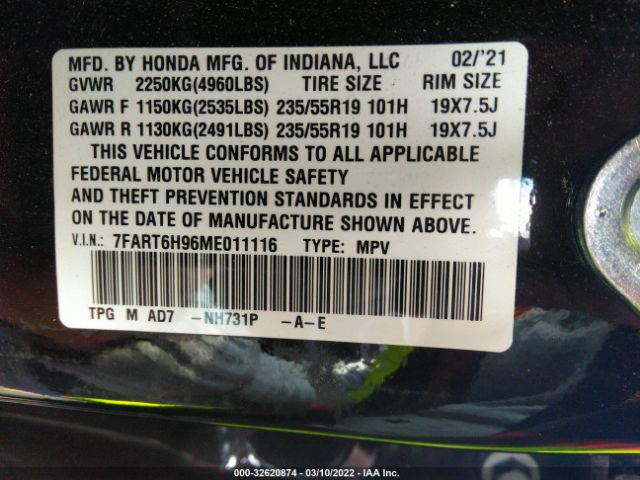 MFD. BY HONDA MFG. OF INDIANA, LLC 02/'21
GVWR 2250KG(4960LBS) TIRE SIZE RIM SIZE
GAWR F 1150KG(2535LBS) 235/55R19 101H 19X7.5J
GAWR R 1130KG(2491LBS) 235/55R19 101H 19X7.5J
THIS VEHICLE CONFORMS TO ALL APPLICABLE
FEDERAL MOTOR VEHICLE SAFETY
AND THEFT PREVENTION STANDARDS IN EFFECT
ON THE DATE OF MANUFACTURE SHOWN ABOVE.
V.I.N.: 7FART6H96ME011116 TYPE: MPV
TPG M AD7 -NH731P -A-E
000-32620874 - 03/10/2022 - IAA Inc.